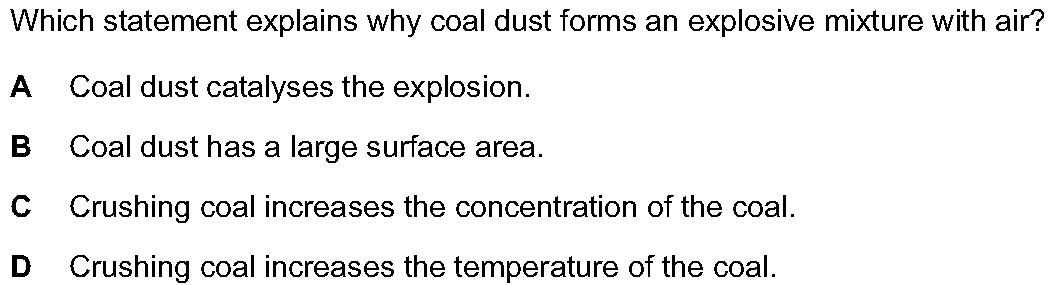 Which statement explains why coal dust forms an explosive mixture with air?
A Coal dust catalyses the explosion.
B Coal dust has a large surface area.
C Crushing coal increases the concentration of the coal.
D Crushing coal increases the temperature of the coal.